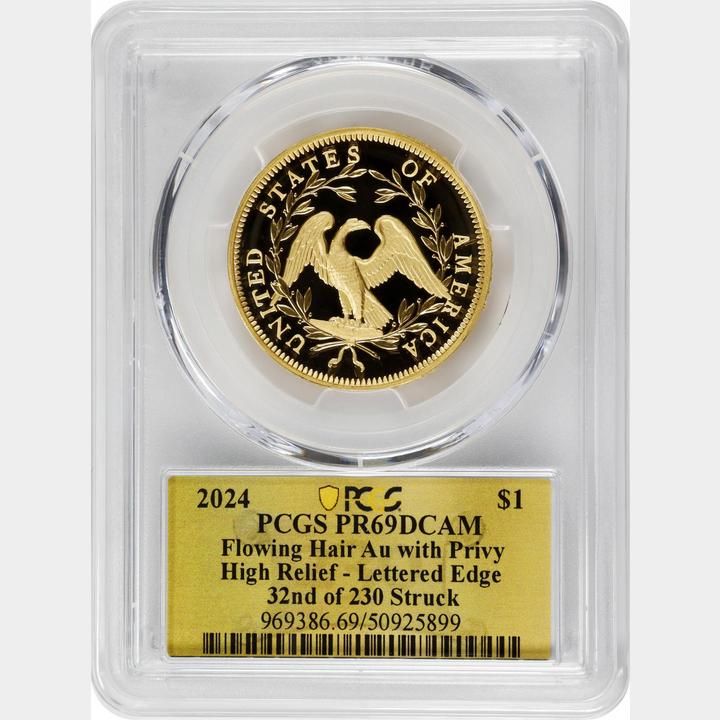 UNITED STATES OF AMERICA
2024 PCGS $1
PCGS PR69DCAM
Flowing Hair Au with Privy
High Relief - Lettered Edge
32nd of 230 Struck
969386.69/50925899